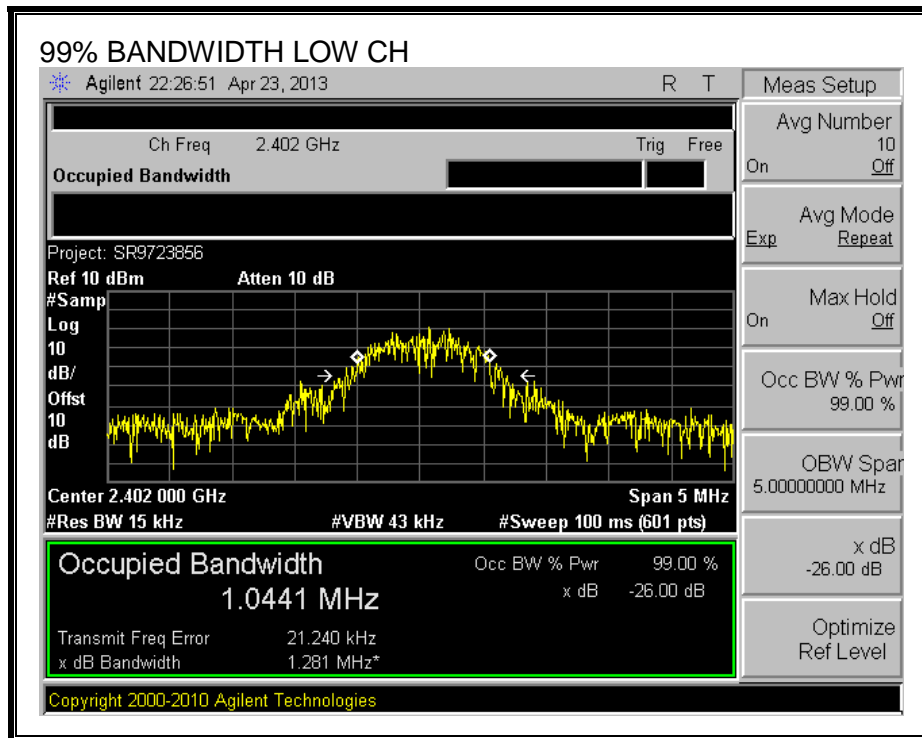 99% BANDWIDTH LOW CH
Agilent 22:26:51 Apr 23, 2013 R T
Ch Freq 2.402 GHz Trig Free
Occupied Bandwidth
Project: SR9723856
Ref 10 dBm Atten 10 dB
#Samp
Log
10
dB/
Offst
10
dB
Center 2.402 000 GHz Span 5 MHz
#Res BW 15 kHz #VBW 43 kHz #Sweep 100 ms (601 pts)
Occupied Bandwidth Occ BW % Pwr 99.00 %
1.0441 MHz x dB -26.00 dB
Transmit Freq Error 21.240 kHz
x dB Bandwidth 1.281 MHz*
Copyright 2000-2010 Agilent Technologies
Meas Setup
Avg Number
10
On Off
Avg Mode
Exp Repeat
Max Hold
On Off
Occ BW % Pwr
99.00 %
OBW Span
5.00000000 MHz
x dB
-26.00 dB
Optimize
Ref Level